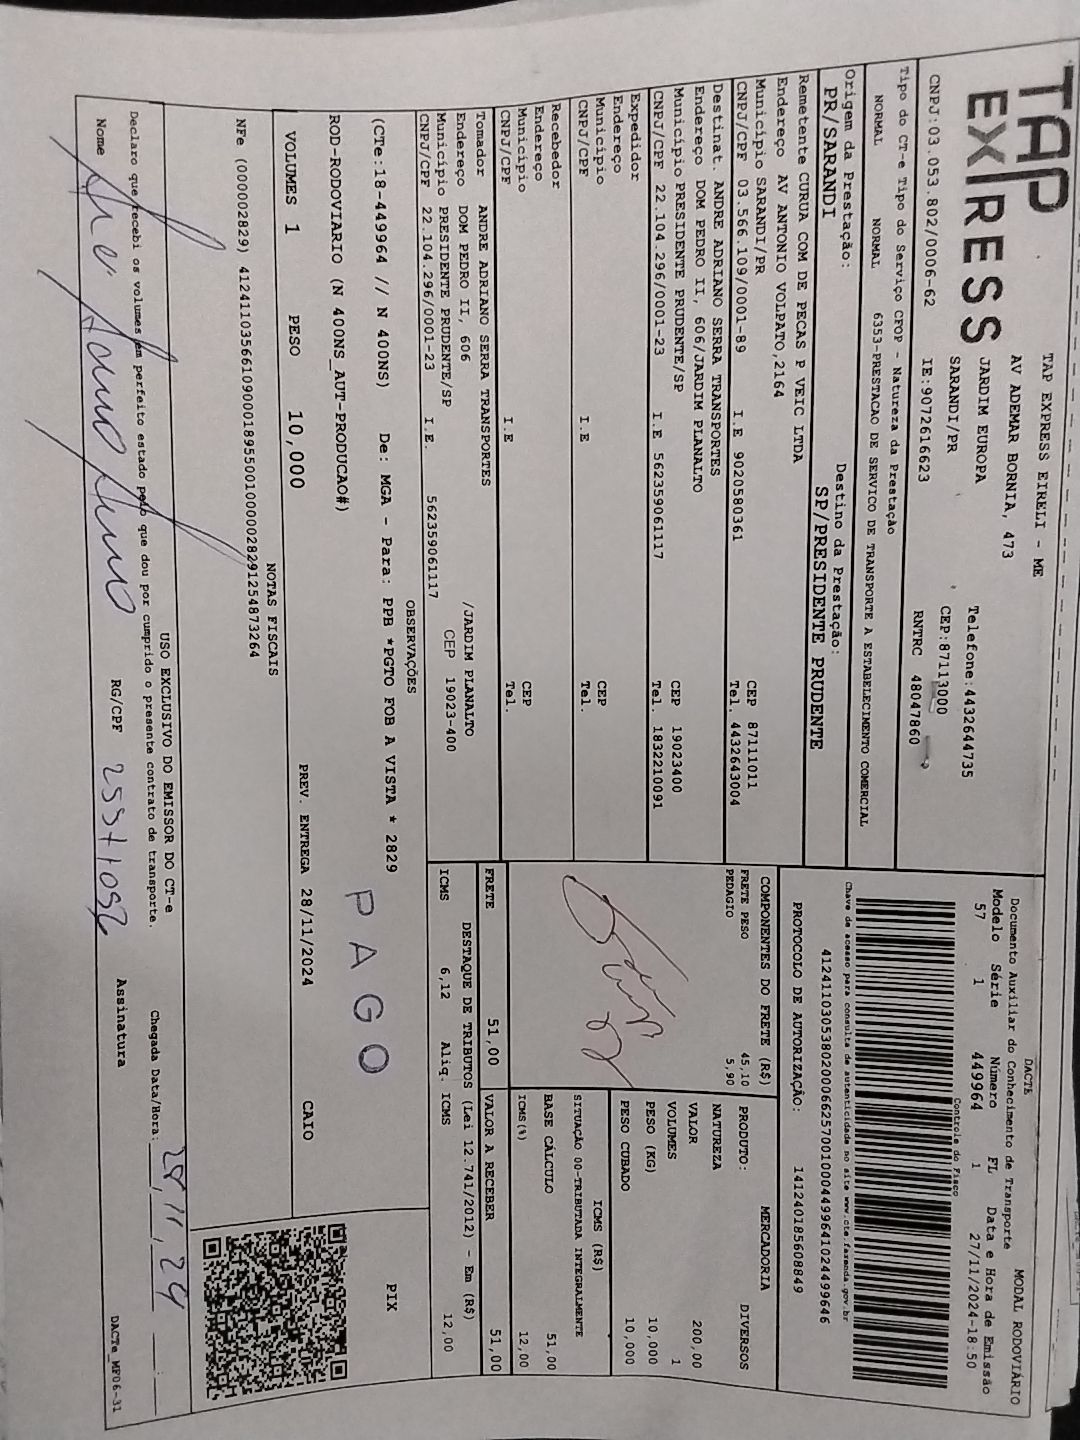 TAP EXPRESS
TAP EXPRESS EIRELI - ME
AV ADEMAR BORNIA, 473
JARDIM EUROPA
SARANDI/PR
Telefone:4432644735
CEP:87113000
CNPJ:03.053.802/0006-62 IE:9072616623 RNTRC 48047860
Tipo do CT-e Tipo do Serviço CFOP - Natureza da Prestação
NORMAL NORMAL 6353-PRESTACAO DE SERVICO DE TRANSPORTE A ESTABELECIMENTO COMERCIAL
Origem da Prestação: Destino da Prestação:
PR/SARANDI SP/PRESIDENTE PRUDENTE
DACTE
Documento Auxiliar do Conhecimento de Transporte
MODAL RODOVIÁRIO
Modelo Série Número FL Data e Hora de Emissão
57 1 449964 1 27/11/2024-18:50
Controle do Fisco
Chave de acesso para consulta de autenticidade no site www.cte.fazenda.gov.br
41241103053802000662570010004499641024499646
PROTOCOLO DE AUTORIZAÇÃO: 141240185608849
Remetente CURUA COM DE PECAS P VEIC LTDA
Endereço AV ANTONIO VOLPATO,2164
Município SARANDI/PR CEP 87111011
CNPJ/CPF 03.566.109/0001-89 I.E 9020580361 Tel. 4432643004
Destinat. ANDRE ADRIANO SERRA TRANSPORTES
Endereço DOM PEDRO II, 606/JARDIM PLANALTO
Município PRESIDENTE PRUDENTE/SP CEP 19023400
CNPJ/CPF 22.104.296/0001-23 I.E 562359061117 Tel. 1832210091
Expedidor
Endereço
Município CEP
CNPJ/CPF I.E Tel.
Recebedor
Endereço
Município CEP
CNPJ/CPF I.E Tel.
Tomador ANDRE ADRIANO SERRA TRANSPORTES
Endereço DOM PEDRO II, 606 /JARDIM PLANALTO
Município PRESIDENTE PRUDENTE/SP CEP 19023-400
CNPJ/CPF 22.104.296/0001-23 I.E. 562359061117
COMPONENTES DO FRETE (R$)
FRETE PESO 45,10
PEDAGIO 5,90
MERCADORIA
PRODUTO: DIVERSOS
NATUREZA
VALOR 200,00
VOLUMES 1
PESO (KG) 10,000
PESO CUBADO 10,000
ICMS (R$)
SITUAÇÃO 00-TRIBUTADA INTEGRALMENTE
BASE CÁLCULO 51,00
ICMS(%) 12,00
FRETE 51,00 VALOR A RECEBER 51,00
DESTAQUE DE TRIBUTOS (Lei 12.741/2012) - Em (R$)
ICMS 6,12 Aliq. ICMS 12,00
OBSERVAÇÕES
(CTe:18-449964 // N 400NS) De: MGA - Para: PPB *PGTO FOB A VISTA * 2829
ROD-RODOVIARIO (N 400NS_AUT-PRODUCAO#)
PAGO
PIX
VOLUMES 1 PESO 10,000 PREV. ENTREGA 28/11/2024 CAIO
NOTAS FISCAIS
NFe (000002829) 41241103566109000189550010000028291254873264
USO EXCLUSIVO DO EMISSOR DO CT-e
Declaro que recebi os volumes em perfeito estado pelo que dou por cumprido o presente contrato de transporte.
Chegada Data/Hora: 28/11/24
Nome RG/CPF Assinatura
DACTe_MF06-31